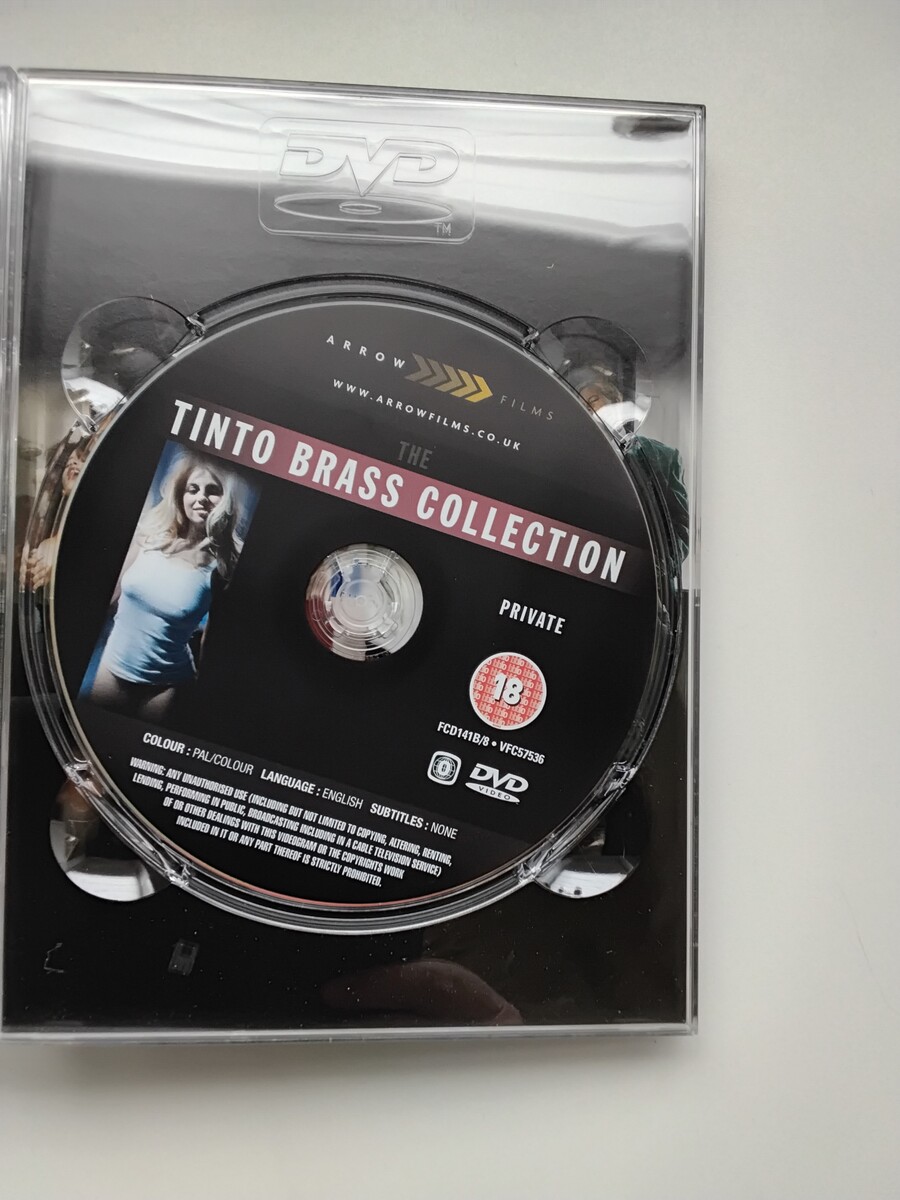 DVD
TM
ARROW FILMS
WWW.ARROWFILMS.CO.UK
THE
TINTO BRASS COLLECTION
PRIVATE
18
FCD141B/8 • VFC57536
0
DVD
VIDEO
COLOUR : PAL/COLOUR LANGUAGE : ENGLISH SUBTITLES : NONE
WARNING: ANY UNAUTHORISED USE (INCLUDING BUT NOT LIMITED TO COPYING, ALTERING, RENTING,
LENDING, PERFORMING IN PUBLIC, BROADCASTING INCLUDING IN A CABLE TELEVISION SERVICE)
OF OR OTHER DEALINGS WITH THIS VIDEOGRAM OR THE COPYRIGHTS WORK
INCLUDED IN IT OR ANY PART THEREOF IS STRICTLY PROHIBITED.